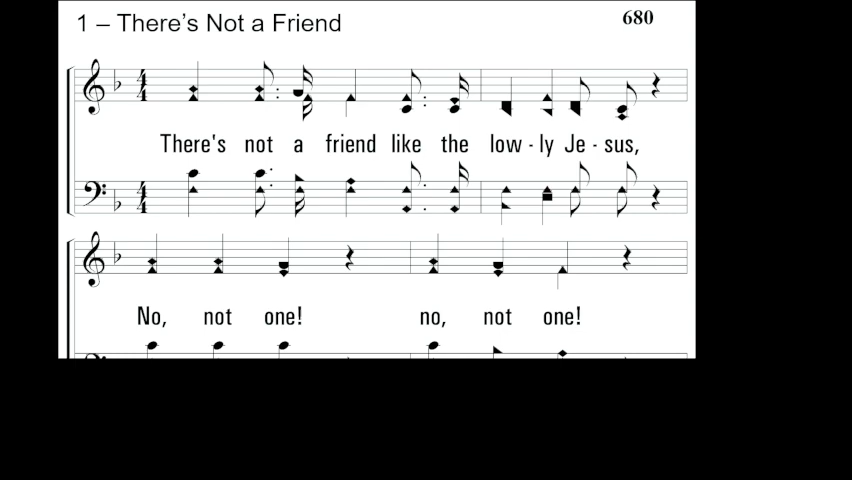 1 – There's Not a Friend
680
There's not a friend like the low - ly Je - sus,
No, not one! no, not one!